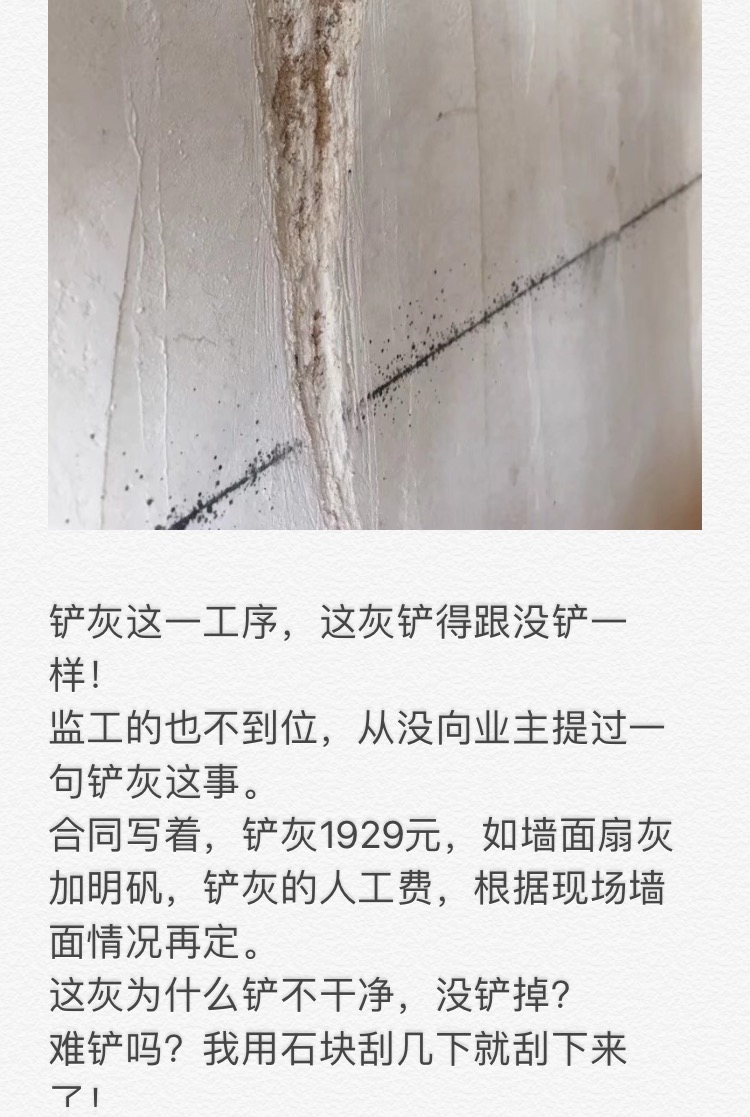 铲灰这一工序，这灰铲得跟没铲一
样！
监工的也不到位，从没向业主提过一
句铲灰这事。
合同写着，铲灰1929元，如墙面扇灰
加明矾，铲灰的人工费，根据现场墙
面情况再定。
这灰为什么铲不干净，没铲掉？
难铲吗？我用石块刮几下就刮下来
了！